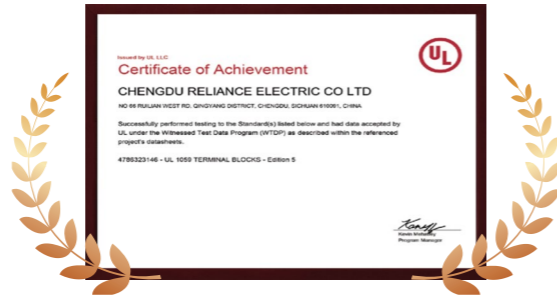 Issued by UL LLC
Certificate of Achievement
UL
CHENGDU RELIANCE ELECTRIC CO LTD
NO 66 RUILIAN WEST RD, QINGYANG DISTRICT, CHENGDU, SICHUAN 610091, CHINA
Successfully performed testing to the Standard(s) listed below and had data accepted by
UL under the Witnessed Test Data Program (WTDP) as described within the referenced
project's datasheets.
4786323146 - UL 1059 TERMINAL BLOCKS - Edition 5
Kevin
Program Manager